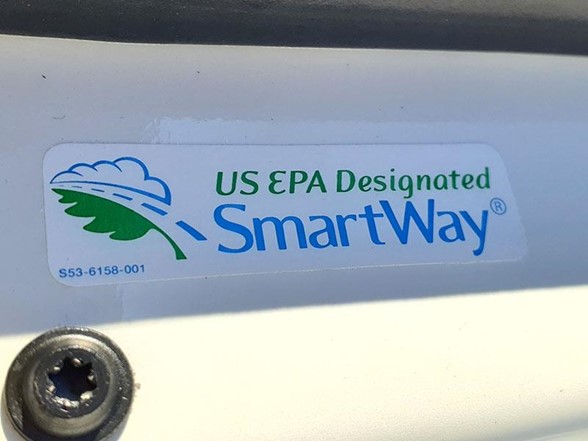 US EPA Designated
SmartWay®
S53-6158-001